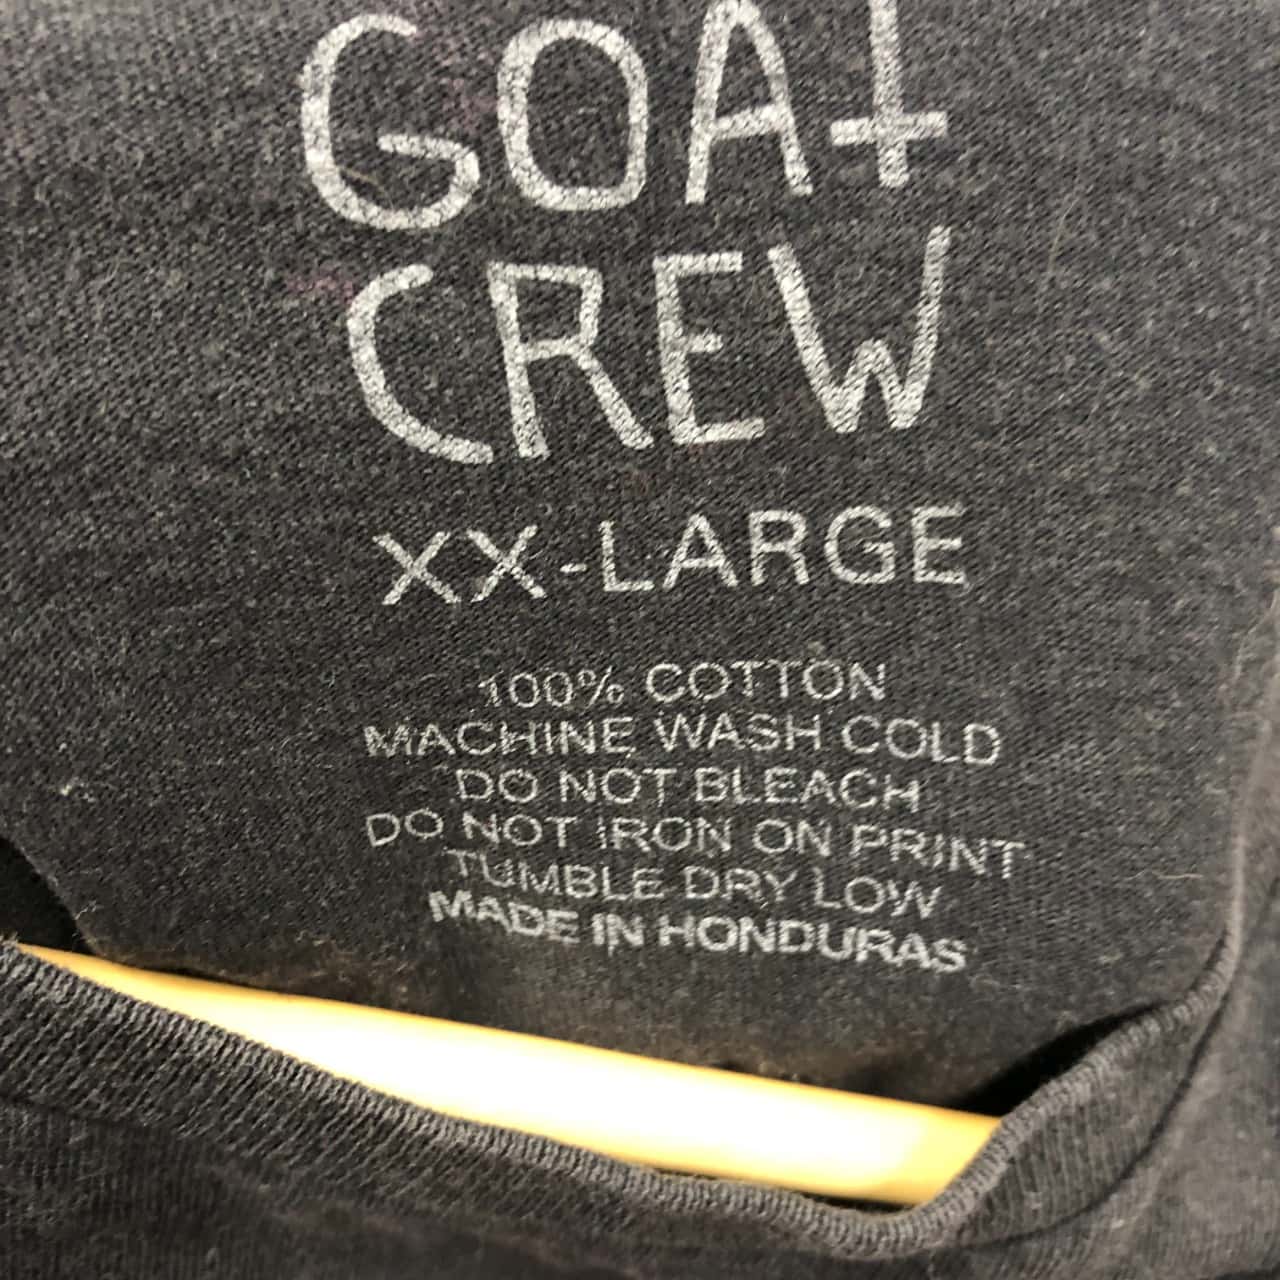 GOAT
CREW
XX-LARGE
100% COTTON
MACHINE WASH COLD
DO NOT BLEACH
DO NOT IRON ON PRINT
TUMBLE DRY LOW
MADE IN HONDURAS